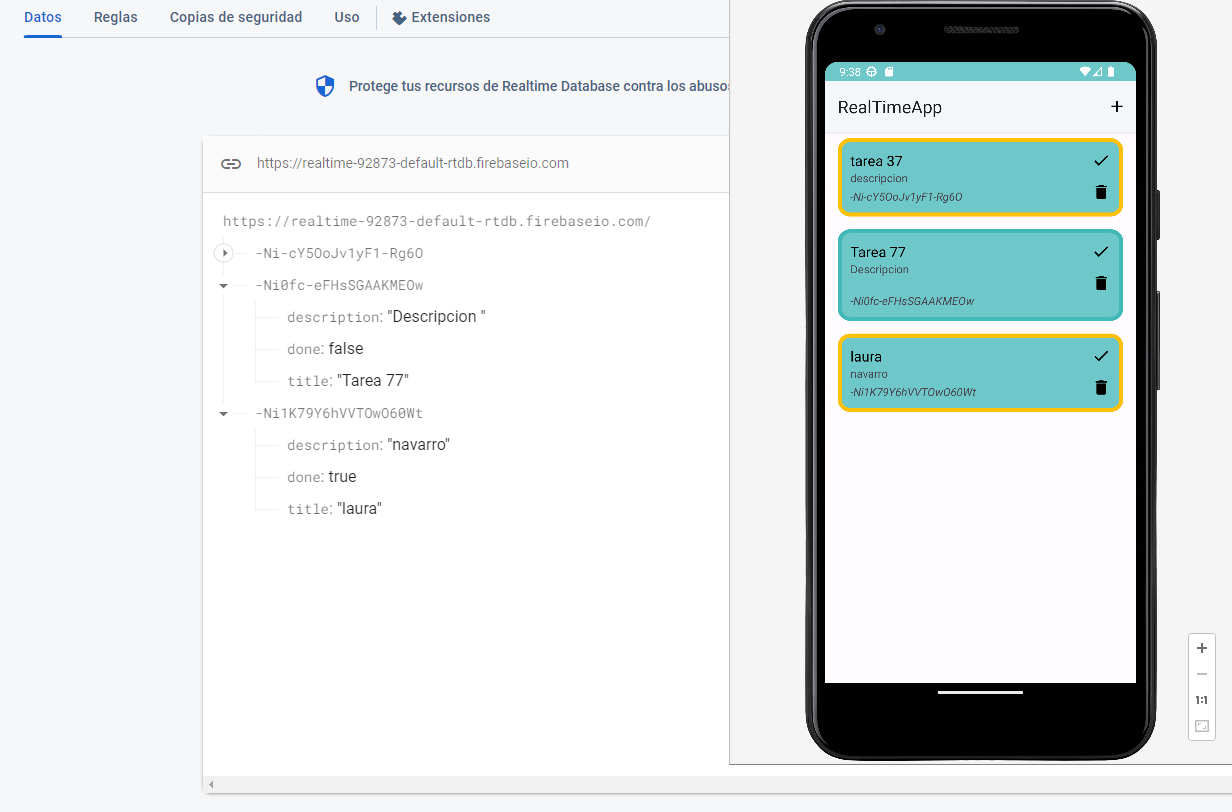 Datos Reglas Copias de seguridad Uso Extensiones
Protege tus recursos de Realtime Database contra los abusos
https://realtime-92873-default-rtdb.firebaseio.com
https://realtime-92873-default-rtdb.firebaseio.com/
-Ni-cY5OoJv1yF1-Rg6O
-Ni0fc-eFHsSGAAKMEOw
description: "Descripcion "
done: false
title: "Tarea 77"
-Ni1K79Y6hVVTOwO60Wt
description: "navarro"
done: true
title: "laura"
9:38
RealTimeApp +
tarea 37
descripcion
-Ni-cY5OoJv1yF1-Rg6O
Tarea 77
Descripcion
-Ni0fc-eFHsSGAAKMEOw
laura
navarro
-Ni1K79Y6hVVTOwO60Wt
+
−
1:1